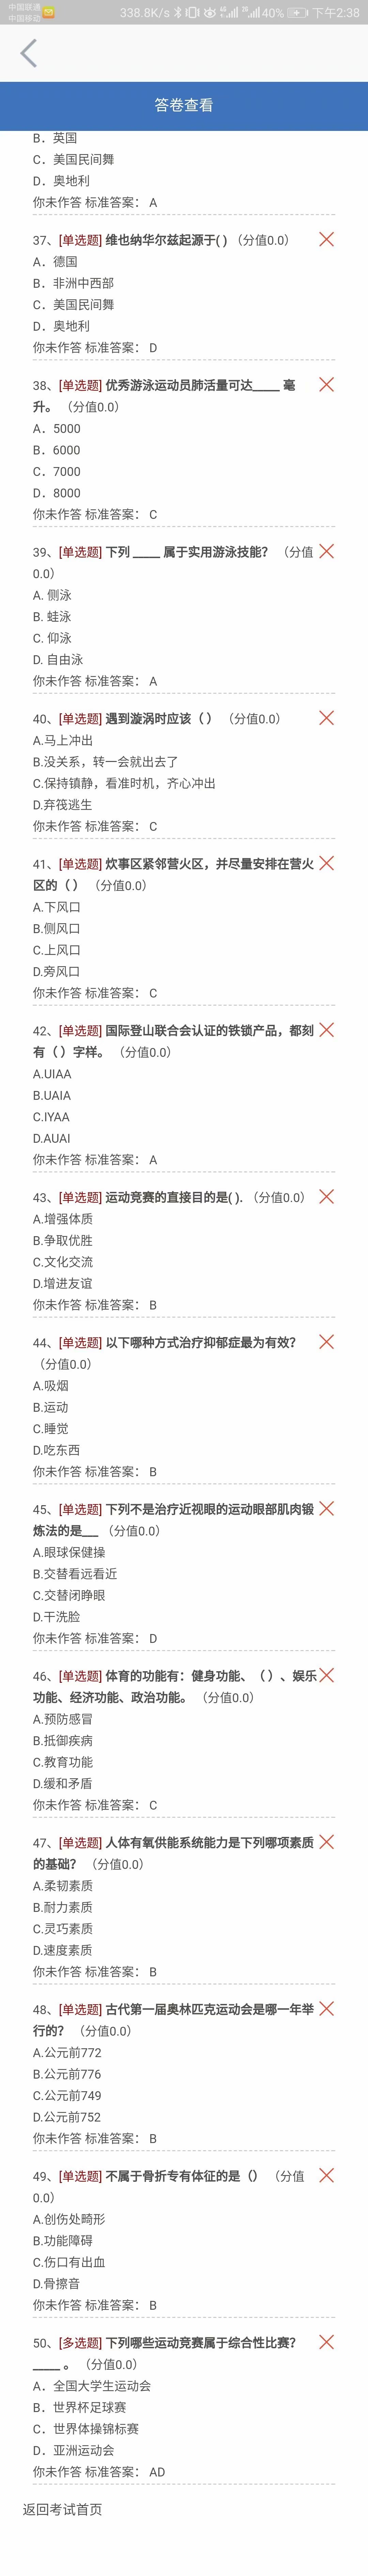 中国联通
中国移动
338.8K/s 40% 下午2:38
答卷查看
B．英国
C．美国民间舞
D．奥地利
你未作答 标准答案： A
37、[单选题] 维也纳华尔兹起源于( ) （分值0.0）
A．德国
B．非洲中西部
C．美国民间舞
D．奥地利
你未作答 标准答案： D
38、[单选题] 优秀游泳运动员肺活量可达____ 毫
升。 （分值0.0）
A．5000
B．6000
C．7000
D．8000
你未作答 标准答案： C
39、[单选题] 下列 ____ 属于实用游泳技能？ （分值
0.0）
A. 侧泳
B. 蛙泳
C. 仰泳
D. 自由泳
你未作答 标准答案： A
40、[单选题] 遇到漩涡时应该（ ） （分值0.0）
A.马上冲出
B.没关系，转一会就出去了
C.保持镇静，看准时机，齐心冲出
D.弃筏逃生
你未作答 标准答案： C
41、[单选题] 炊事区紧邻营火区，并尽量安排在营火
区的（ ） （分值0.0）
A.下风口
B.侧风口
C.上风口
D.旁风口
你未作答 标准答案： C
42、[单选题] 国际登山联合会认证的铁锁产品，都刻
有（ ）字样。 （分值0.0）
A.UIAA
B.UAIA
C.IYAA
D.AUAI
你未作答 标准答案： A
43、[单选题] 运动竞赛的直接目的是( ). （分值0.0）
A.增强体质
B.争取优胜
C.文化交流
D.增进友谊
你未作答 标准答案： B
44、[单选题] 以下哪种方式治疗抑郁症最为有效？
（分值0.0）
A.吸烟
B.运动
C.睡觉
D.吃东西
你未作答 标准答案： B
45、[单选题] 下列不是治疗近视眼的运动眼部肌肉锻
炼法的是__ （分值0.0）
A.眼球保健操
B.交替看远看近
C.交替闭睁眼
D.干洗脸
你未作答 标准答案： D
46、[单选题] 体育的功能有：健身功能、（ ）、娱乐
功能、经济功能、政治功能。 （分值0.0）
A.预防感冒
B.抵御疾病
C.教育功能
D.缓和矛盾
你未作答 标准答案： C
47、[单选题] 人体有氧供能系统能力是下列哪项素质
的基础？ （分值0.0）
A.柔韧素质
B.耐力素质
C.灵巧素质
D.速度素质
你未作答 标准答案： B
48、[单选题] 古代第一届奥林匹克运动会是哪一年举
行的？ （分值0.0）
A.公元前772
B.公元前776
C.公元前749
D.公元前752
你未作答 标准答案： B
49、[单选题] 不属于骨折专有体征的是（） （分值
0.0）
A.创伤处畸形
B.功能障碍
C.伤口有出血
D.骨擦音
你未作答 标准答案： B
50、[多选题] 下列哪些运动竞赛属于综合性比赛？
____ 。 （分值0.0）
A．全国大学生运动会
B．世界杯足球赛
C．世界体操锦标赛
D．亚洲运动会
你未作答 标准答案： AD
返回考试首页